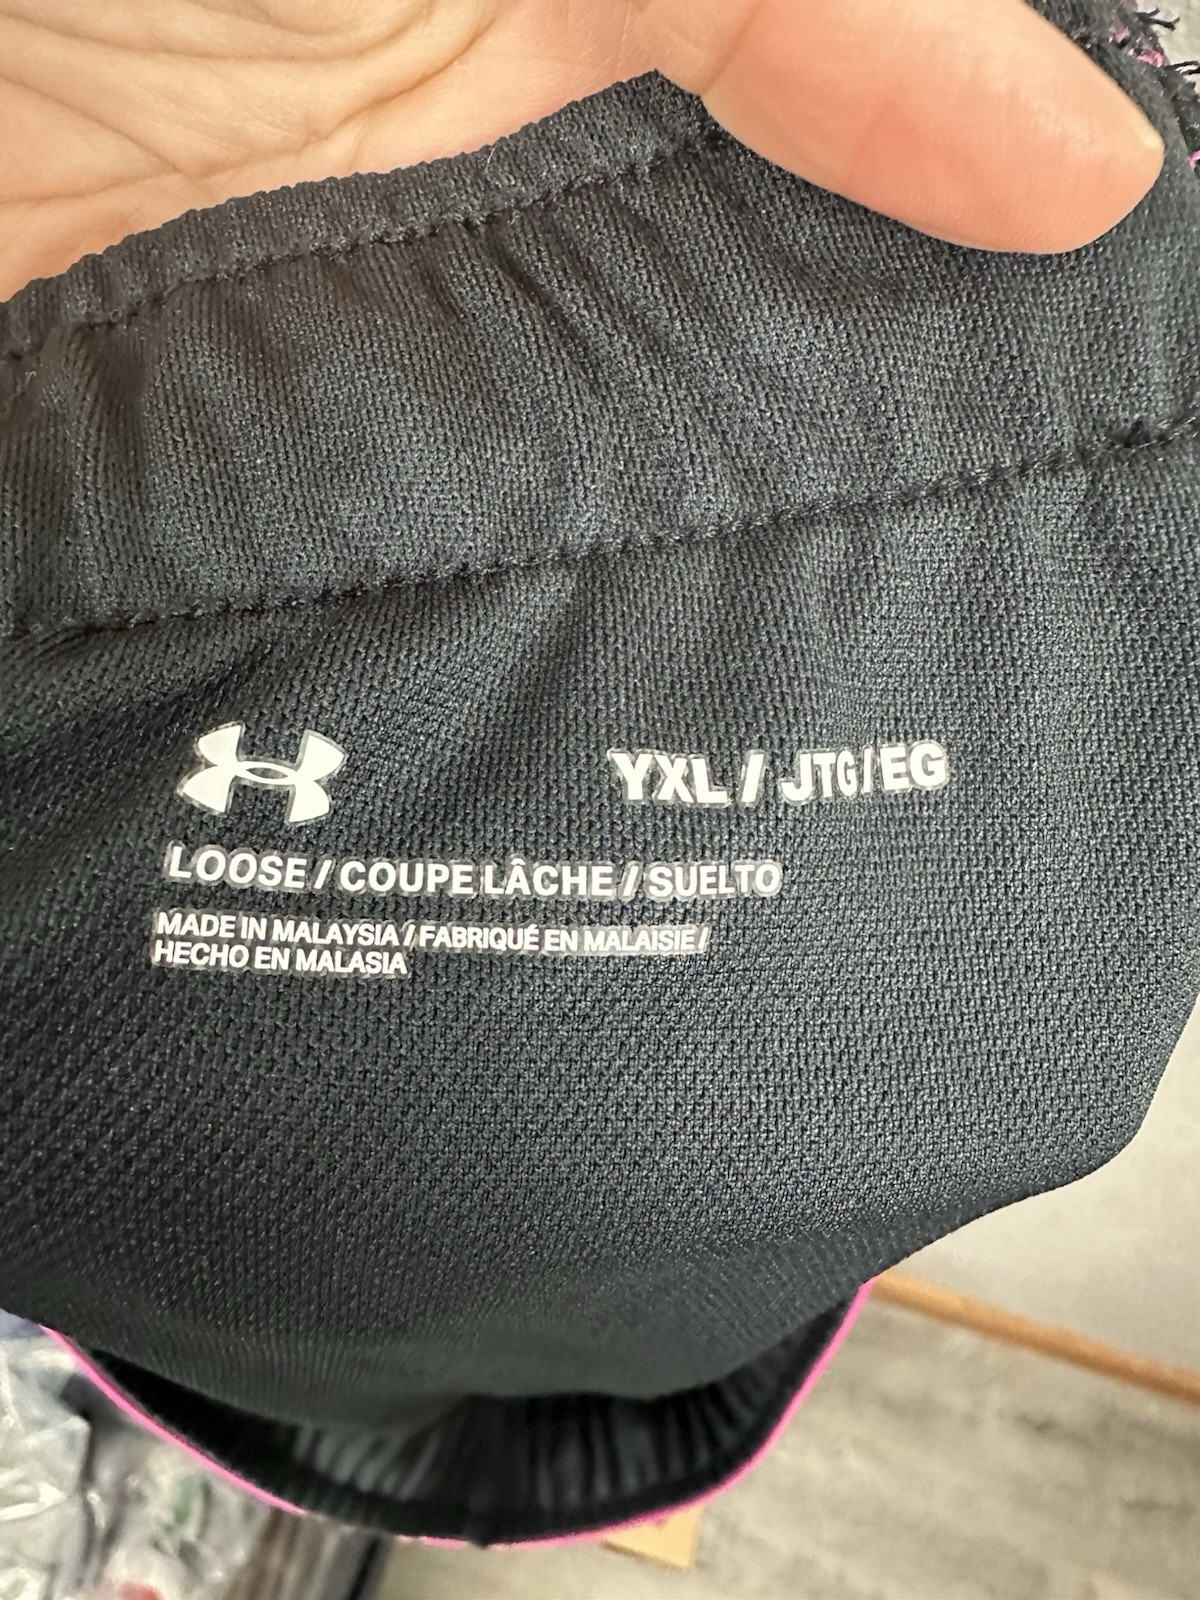 YXL / JTG / EG
LOOSE / COUPE LÂCHE / SUELTO
MADE IN MALAYSIA / FABRIQUÉ EN MALAISIE /
HECHO EN MALASIA